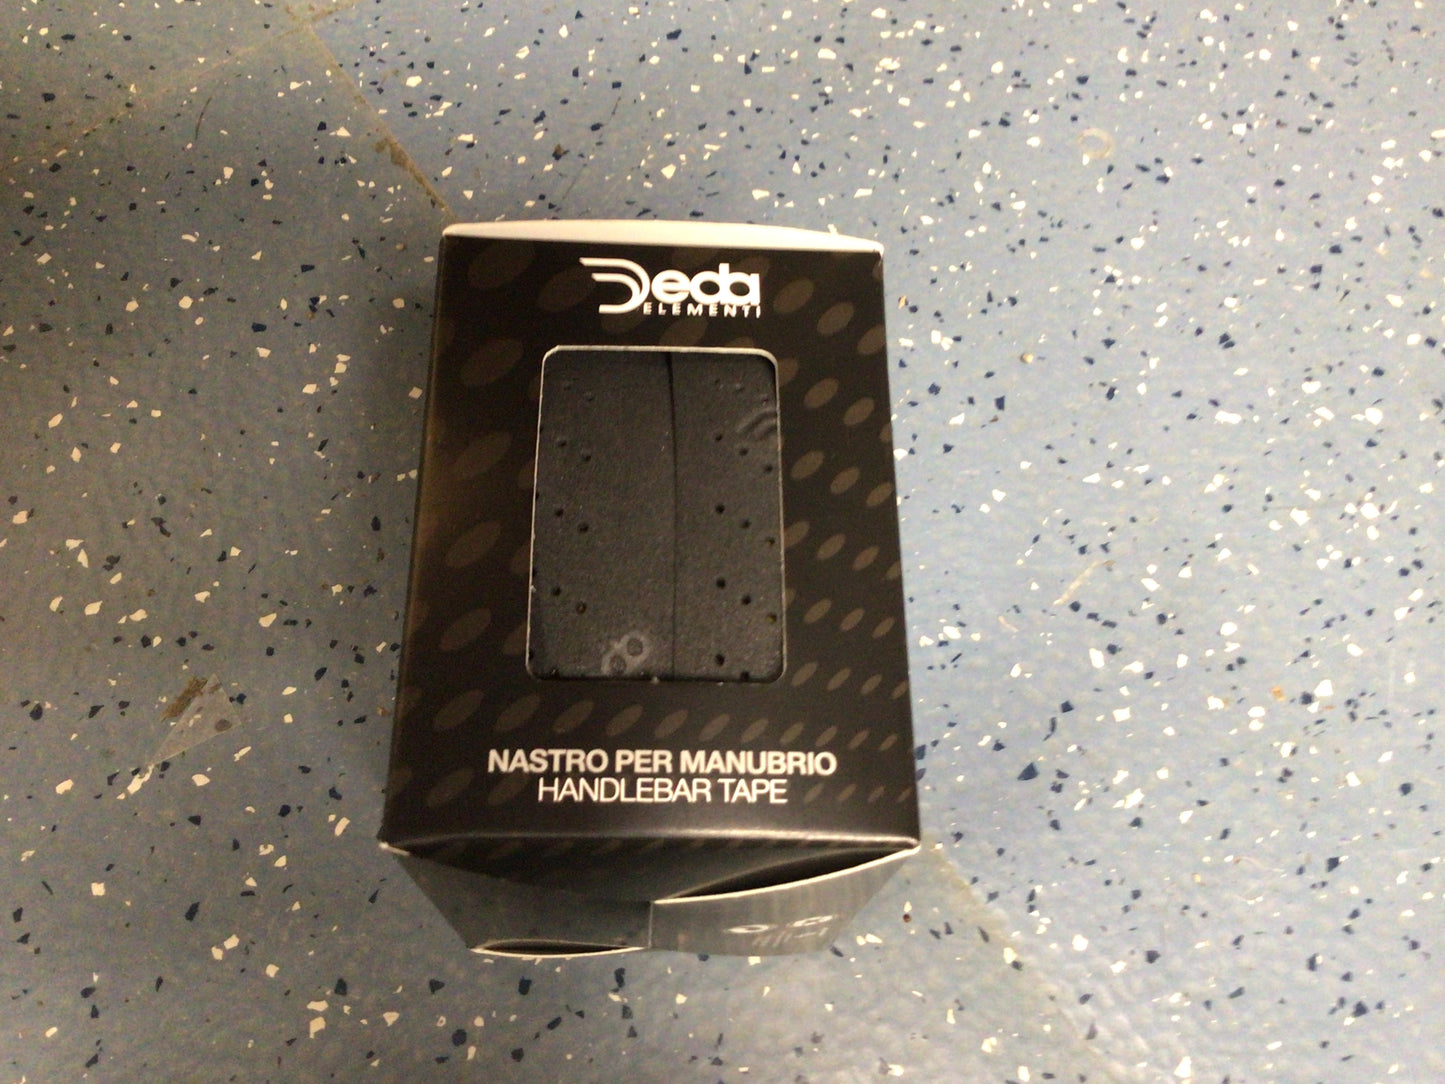 Deda
ELEMENTI
NASTRO PER MANUBRIO
HANDLEBAR TAPE